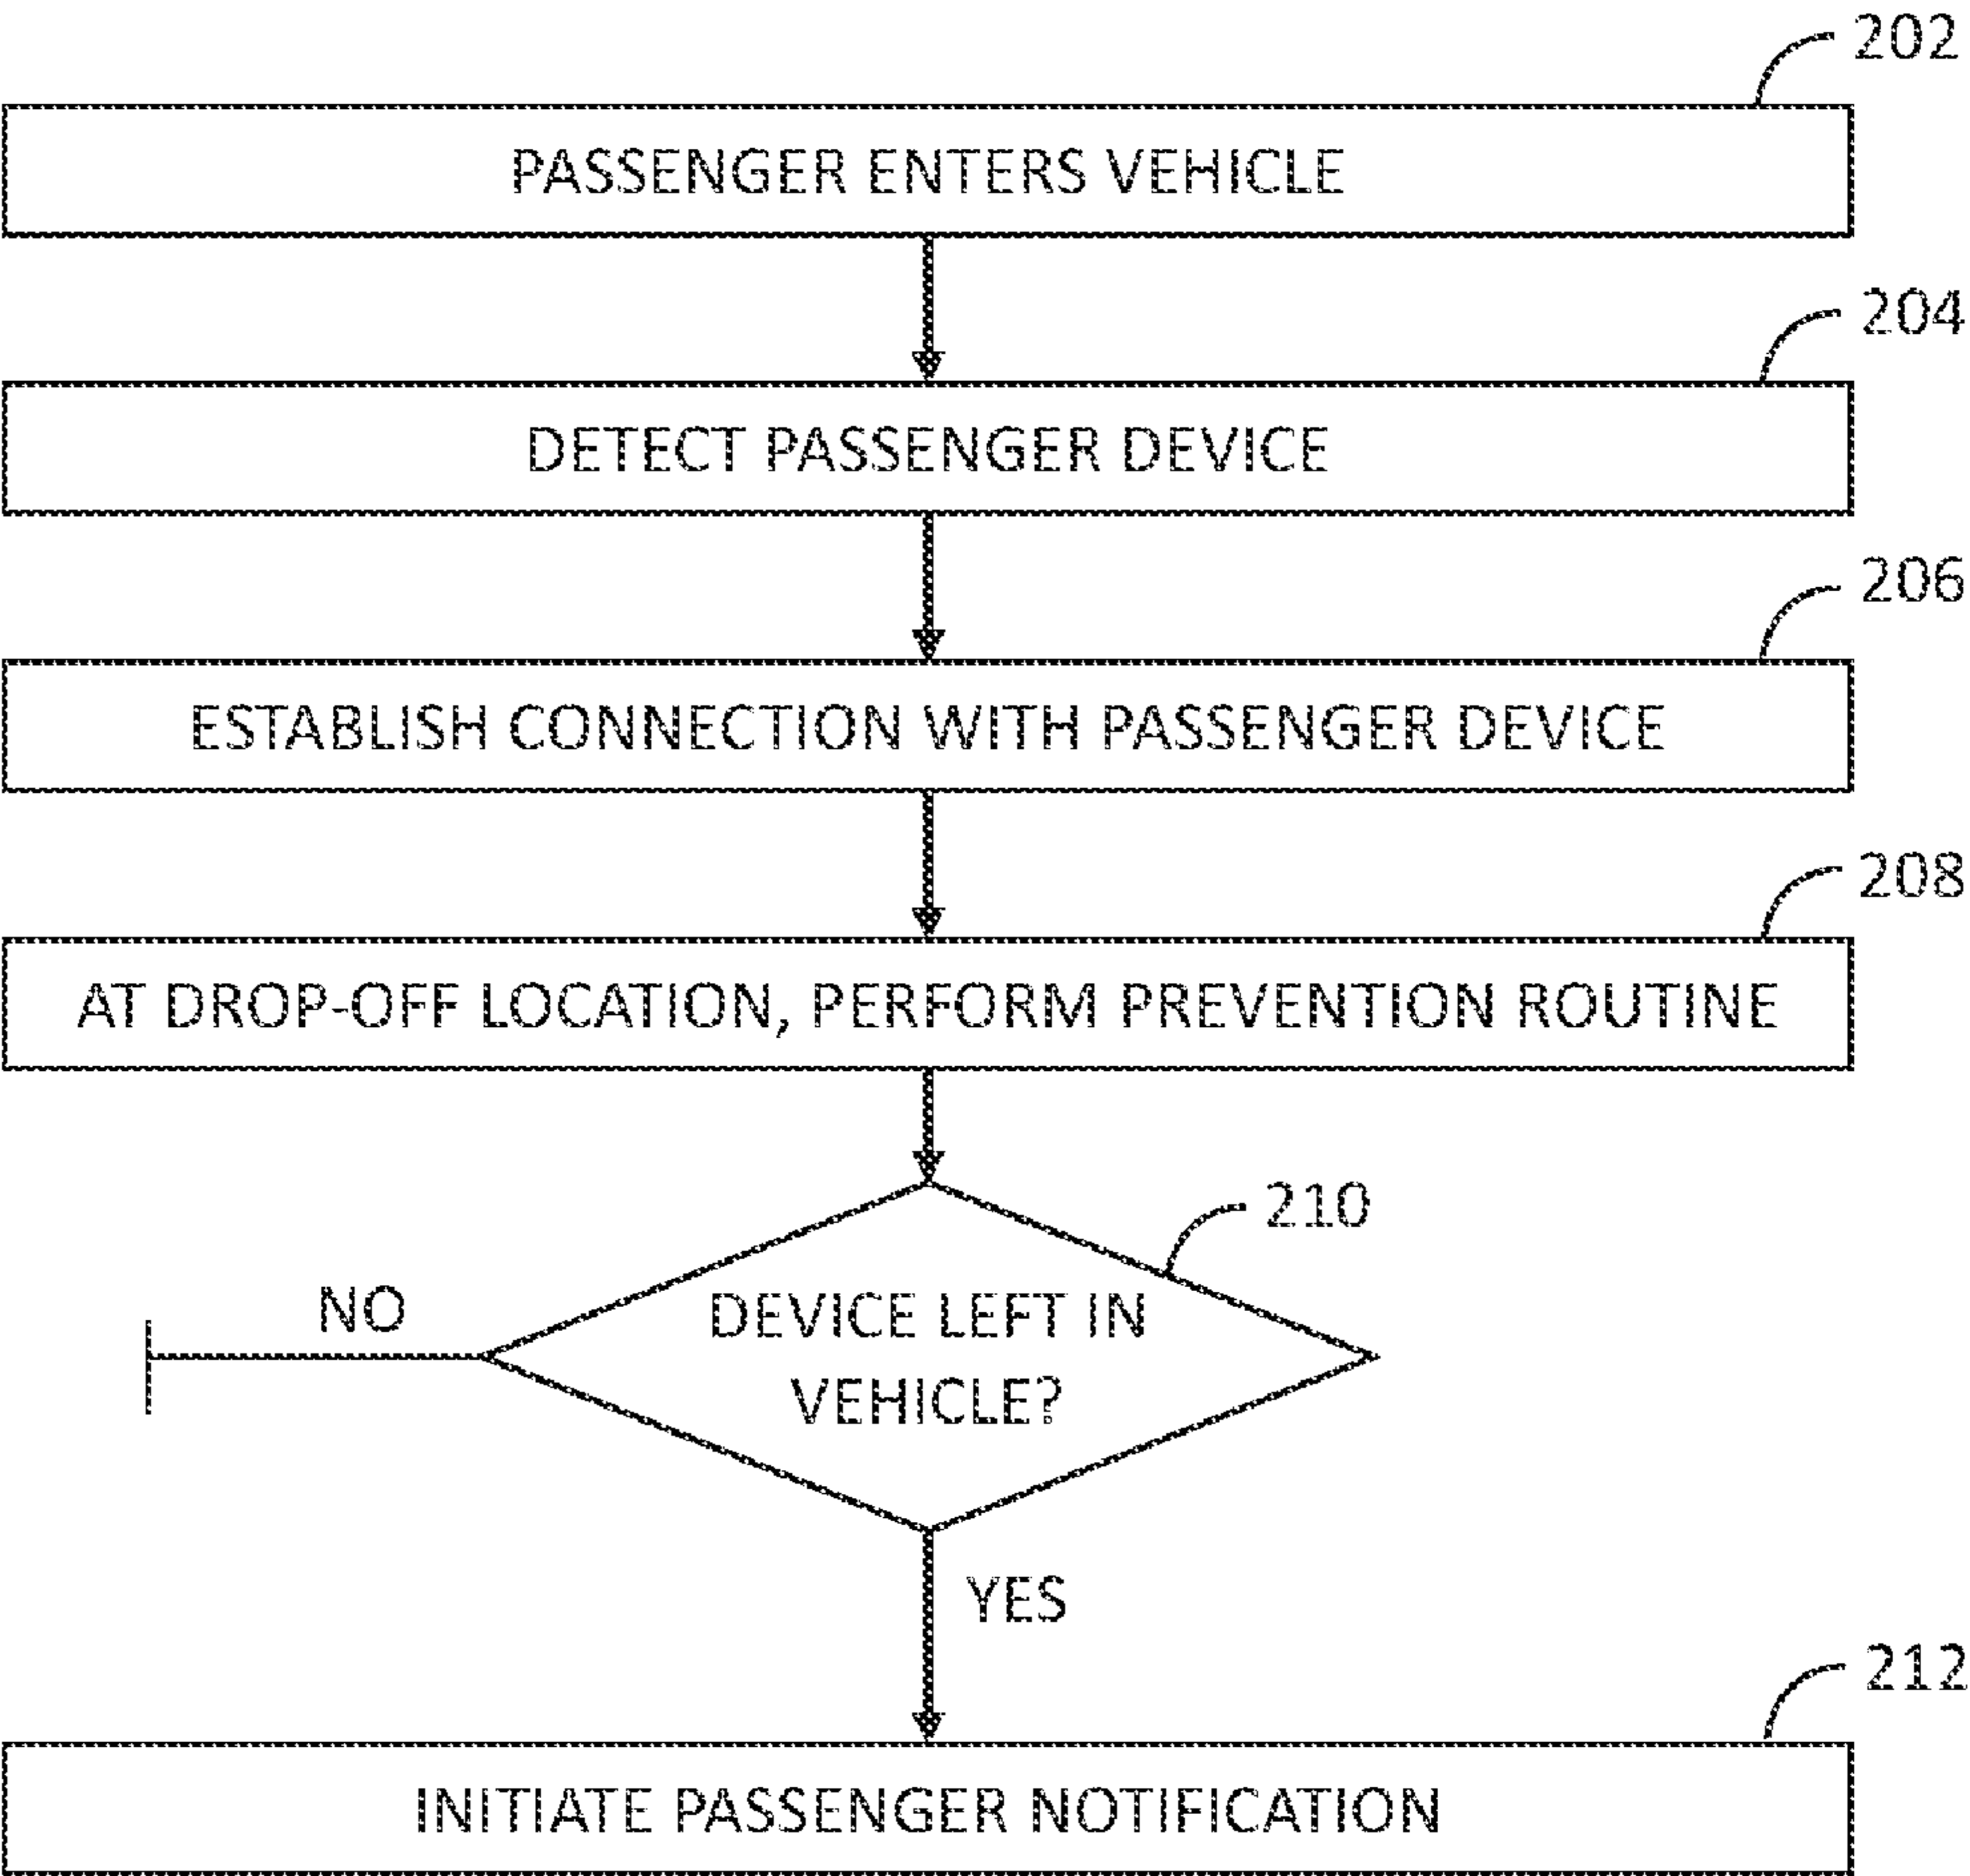 202
PASSENGER ENTERS VEHICLE
204
DETECT PASSENGER DEVICE
206
ESTABLISH CONNECTION WITH PASSENGER DEVICE
208
AT DROP-OFF LOCATION, PERFORM PREVENTION ROUTINE
210
NO
DEVICE LEFT IN
VEHICLE?
YES
212
INITIATE PASSENGER NOTIFICATION